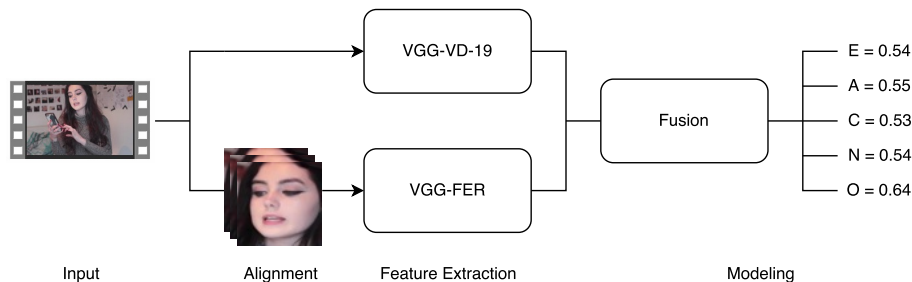 VGG-VD-19
VGG-FER
Fusion
E = 0.54
A = 0.55
C = 0.53
N = 0.54
O = 0.64
Input
Alignment
Feature Extraction
Modeling